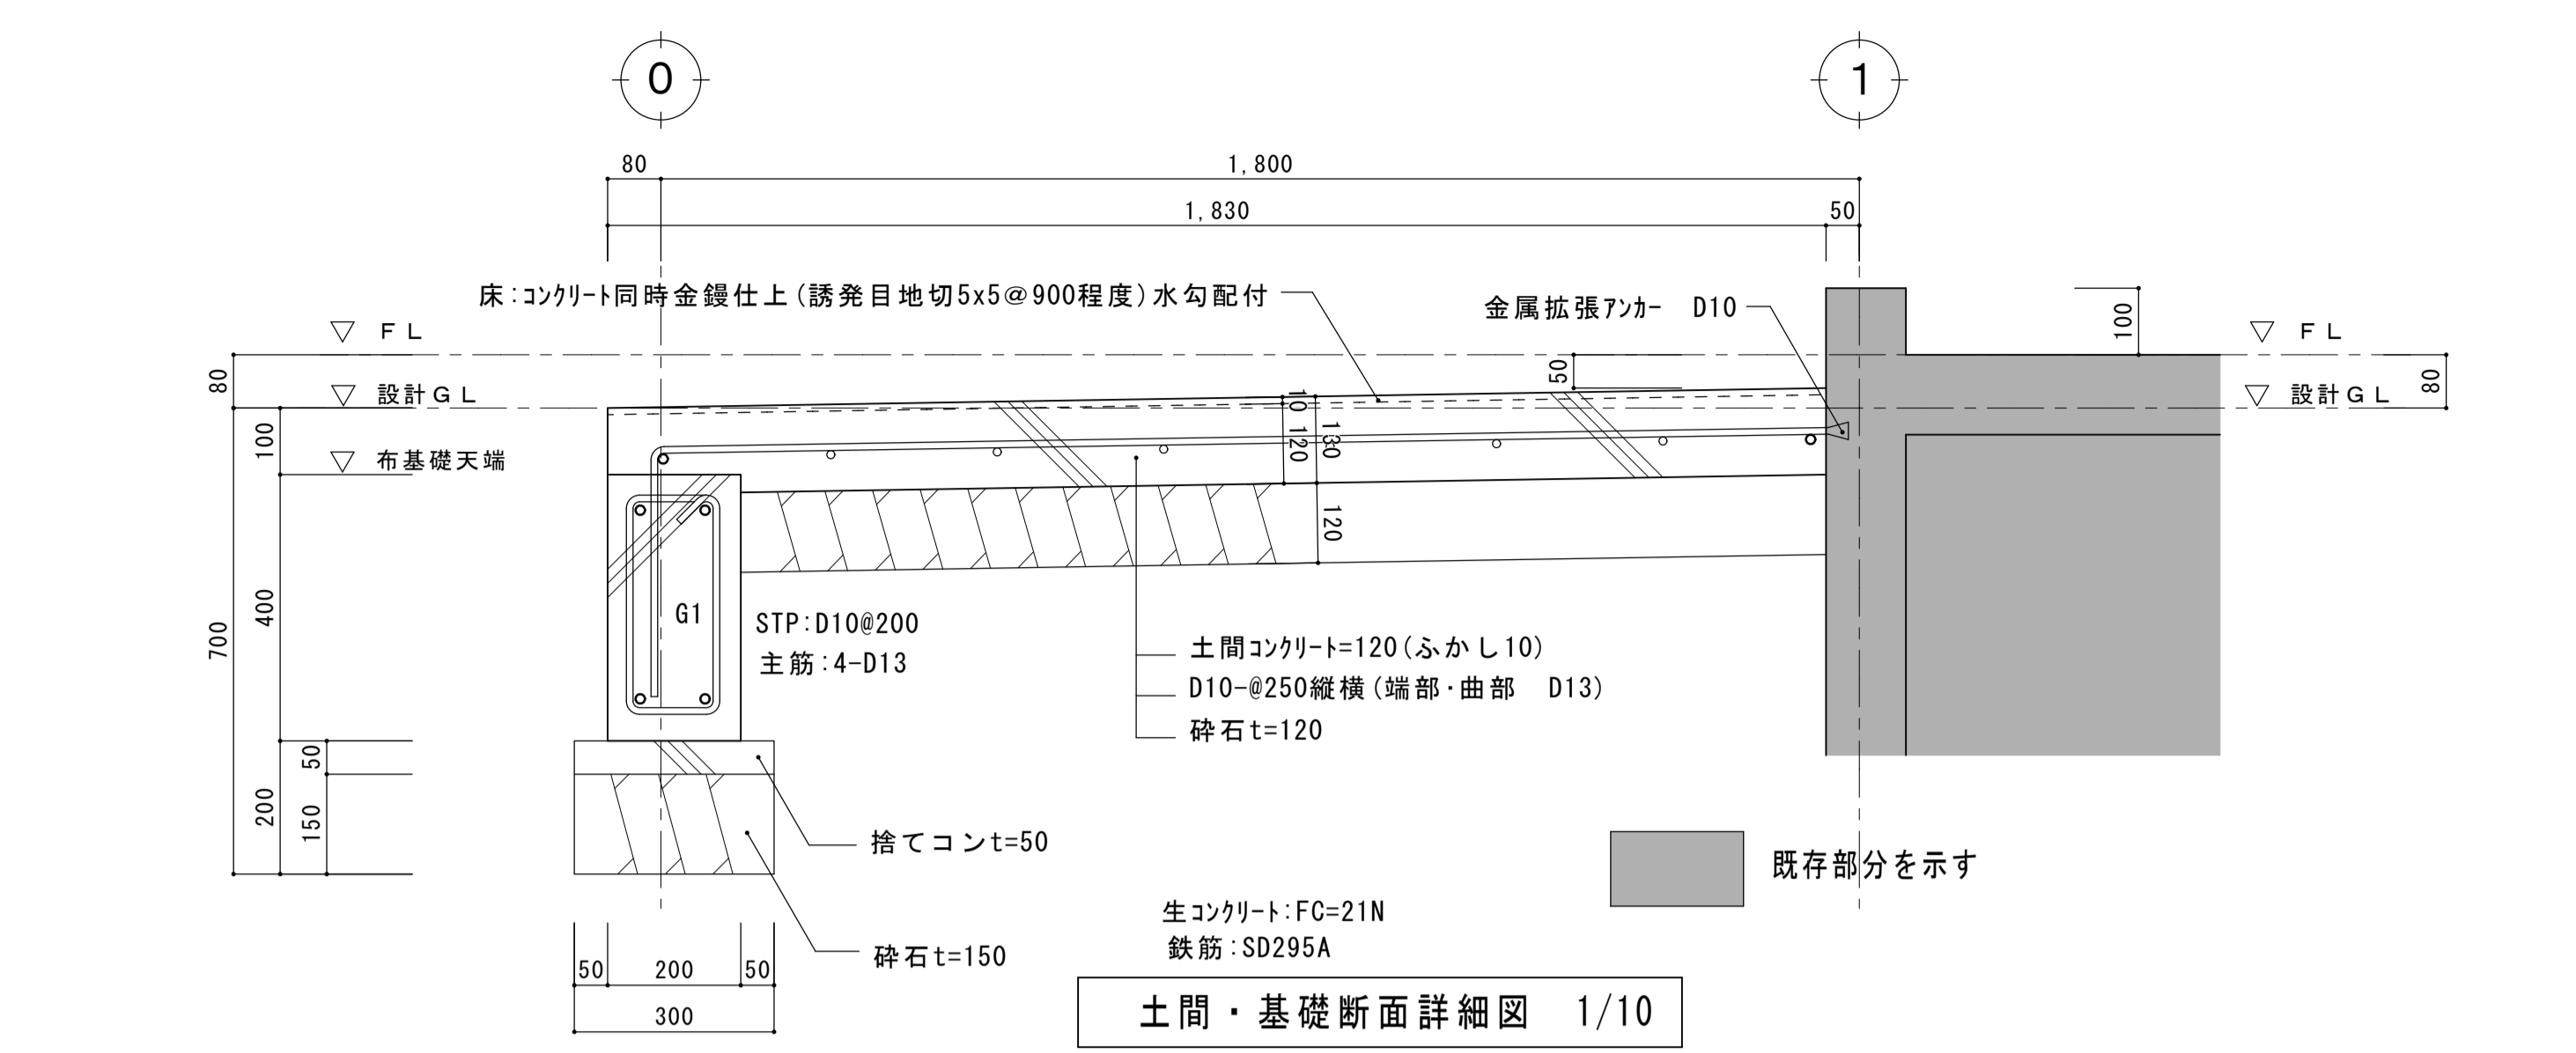 0
1
80
1,800
1,830
50
床:ｺﾝｸﾘｰﾄ同時金鏝仕上(誘発目地切5x5@900程度)水勾配付
金属拡張ｱﾝｶｰ D10
100
ＦＬ
ＦＬ
80
50
80
設計ＧＬ
設計ＧＬ
10
100
120
130
布基礎天端
120
400
700
G1
STP:D10@200
主筋:4-D13
土間ｺﾝｸﾘｰﾄ=120(ふかし10)
D10-@250縦横(端部･曲部 D13)
砕石t=120
50
200
150
捨てコンt=50
既存部分を示す
砕石t=150
生ｺﾝｸﾘｰﾄ:FC=21N
鉄筋:SD295A
50
200
50
300
土間・基礎断面詳細図 1/10